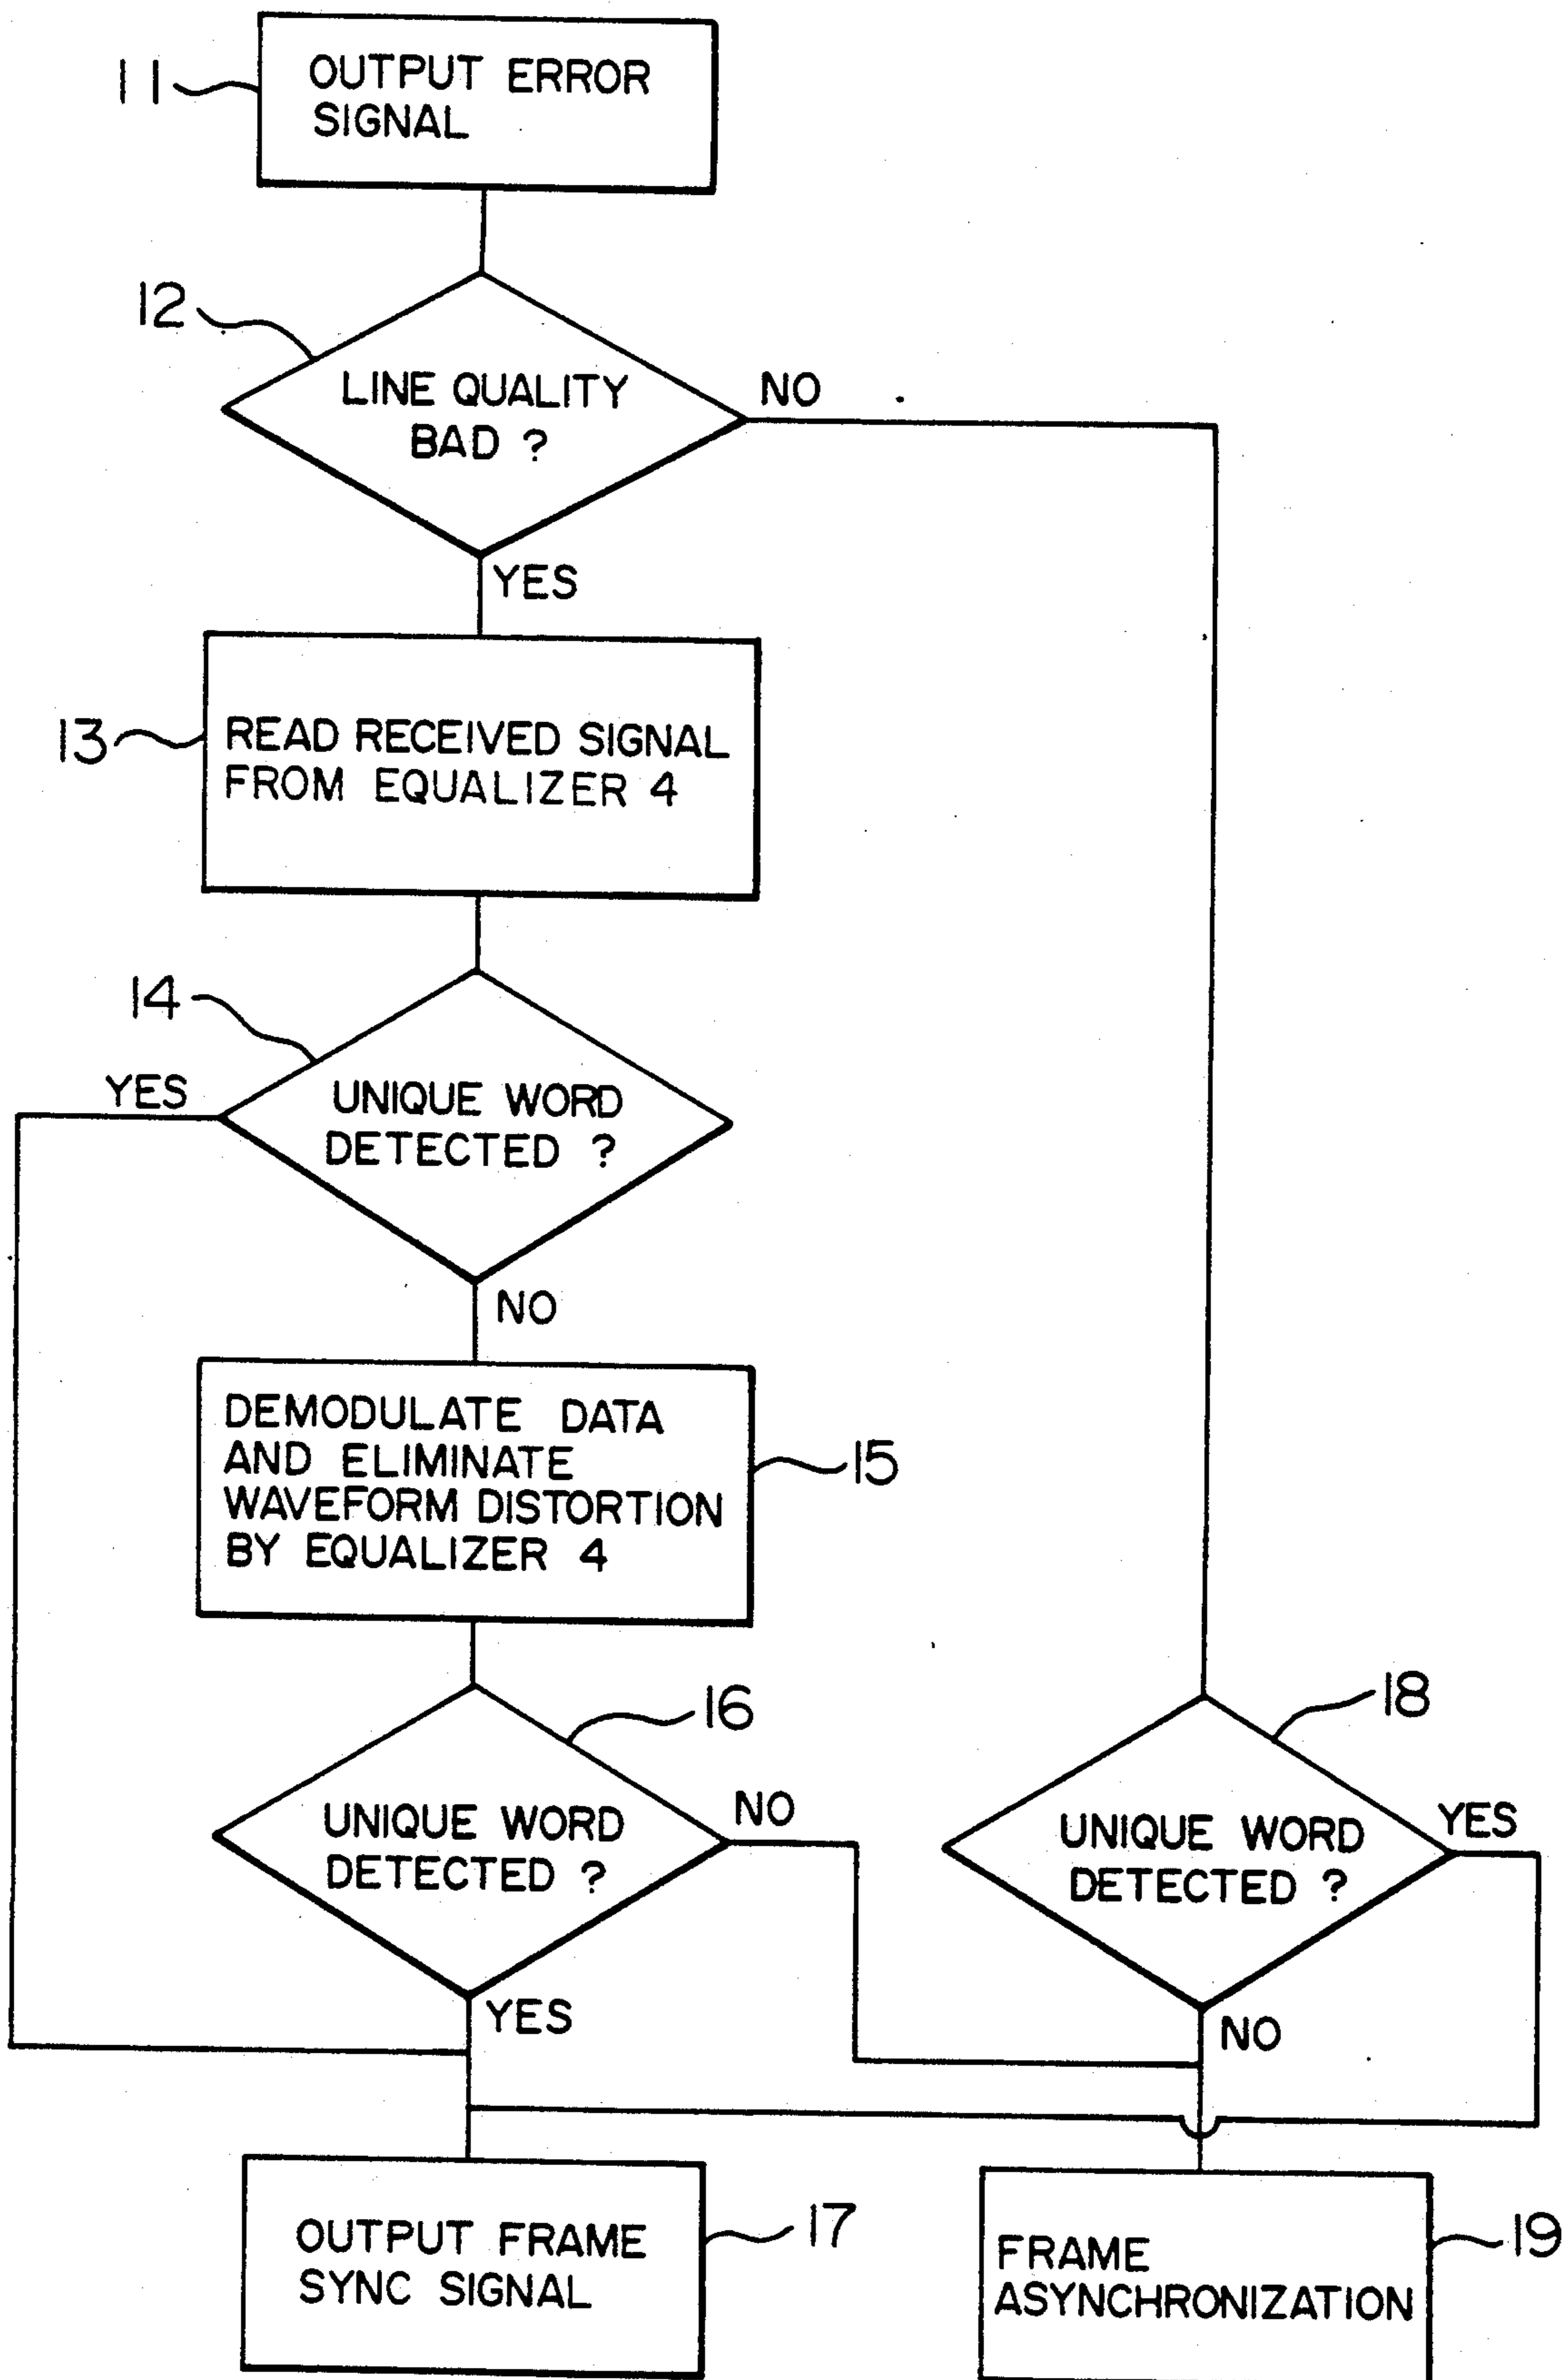 11
OUTPUT ERROR
SIGNAL
12
LINE QUALITY
BAD ?
NO
YES
13
READ RECEIVED SIGNAL
FROM EQUALIZER 4
14
YES
UNIQUE WORD
DETECTED ?
NO
DEMODULATE DATA
AND ELIMINATE
WAVEFORM DISTORTION
BY EQUALIZER 4
15
16
UNIQUE WORD
DETECTED ?
NO
YES
18
UNIQUE WORD
DETECTED ?
YES
NO
OUTPUT FRAME
SYNC SIGNAL
17
FRAME
ASYNCHRONIZATION
19